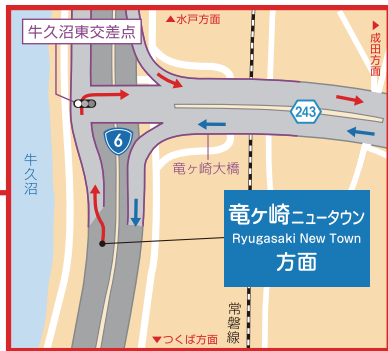 ▲水戸方面
牛久沼東交差点
▶成田方面
243
6
竜ヶ崎大橋
牛久沼
竜ヶ崎ニュータウン
Ryugasaki New Town
方面
常磐線
▼つくば方面